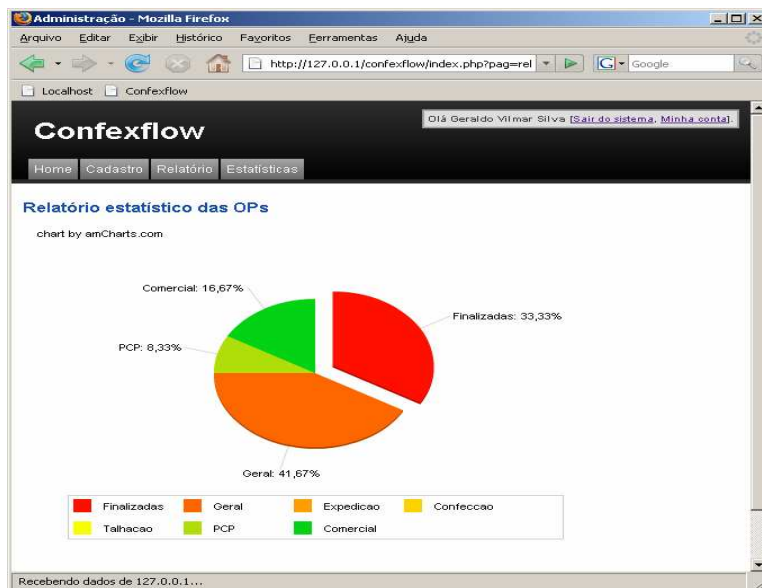 Administração - Mozilla Firefox
Arquivo Editar Exibir Histórico Favoritos Ferramentas Ajuda
http://127.0.0.1/confexflow/index.php?pag=rel Google
Localhost Confexflow
Olá Geraldo Vilmar Silva [Sair do sistema, Minha conta].
Confexflow
Home Cadastro Relatório Estatísticas
Relatório estatístico das OPs
chart by amCharts.com
Comercial: 16,67%
Finalizadas: 33,33%
PCP: 8,33%
Geral: 41,67%
Finalizadas Geral Expedicao Confeccao
Talhacao PCP Comercial
Recebendo dados de 127.0.0.1...